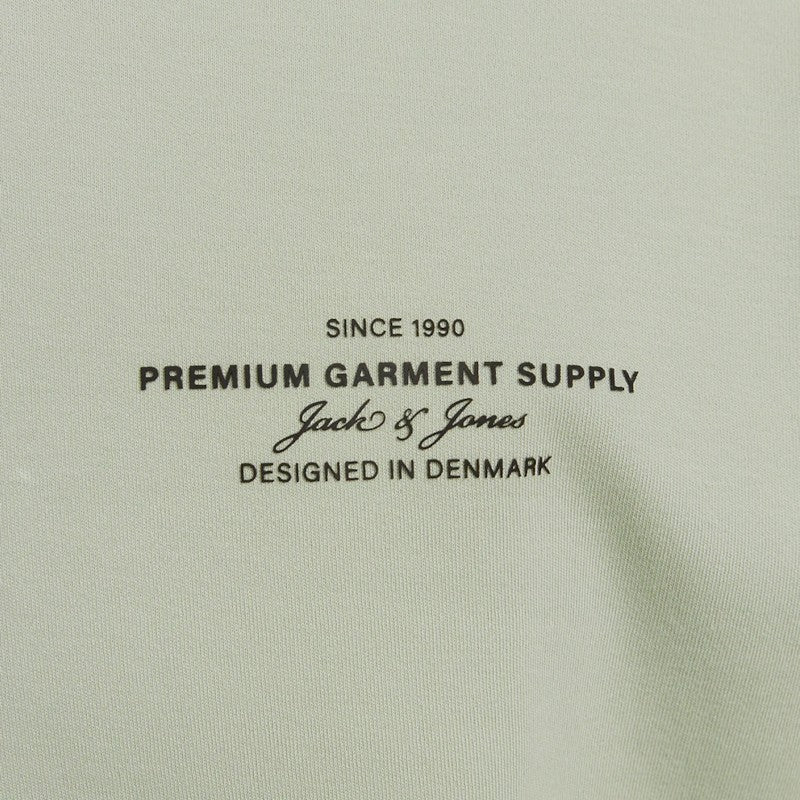 SINCE 1990
PREMIUM GARMENT SUPPLY
Jack & Jones
DESIGNED IN DENMARK